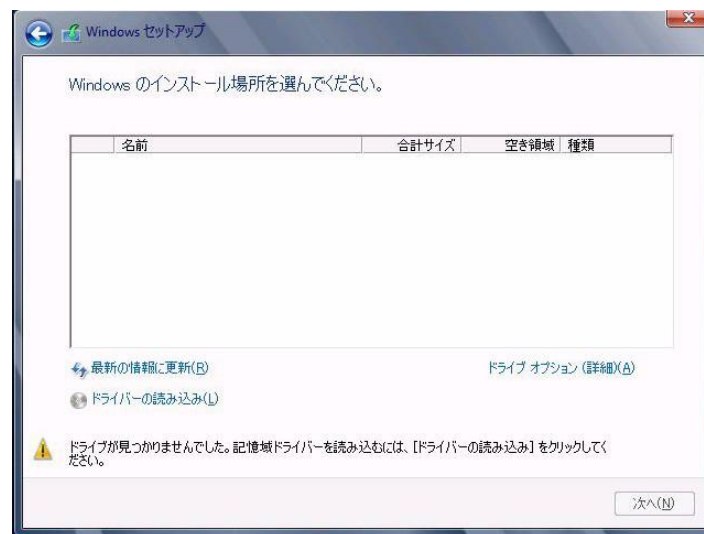 Windows セットアップ
Windows のインストール場所を選んでください。
名前 合計サイズ 空き領域 種類
最新の情報に更新(R) ドライブ オプション (詳細)(A)
ドライバーの読み込み(L)
ドライブが見つかりませんでした。記憶域ドライバーを読み込むには、[ドライバーの読み込み] をクリックしてく
ださい。
次へ(N)